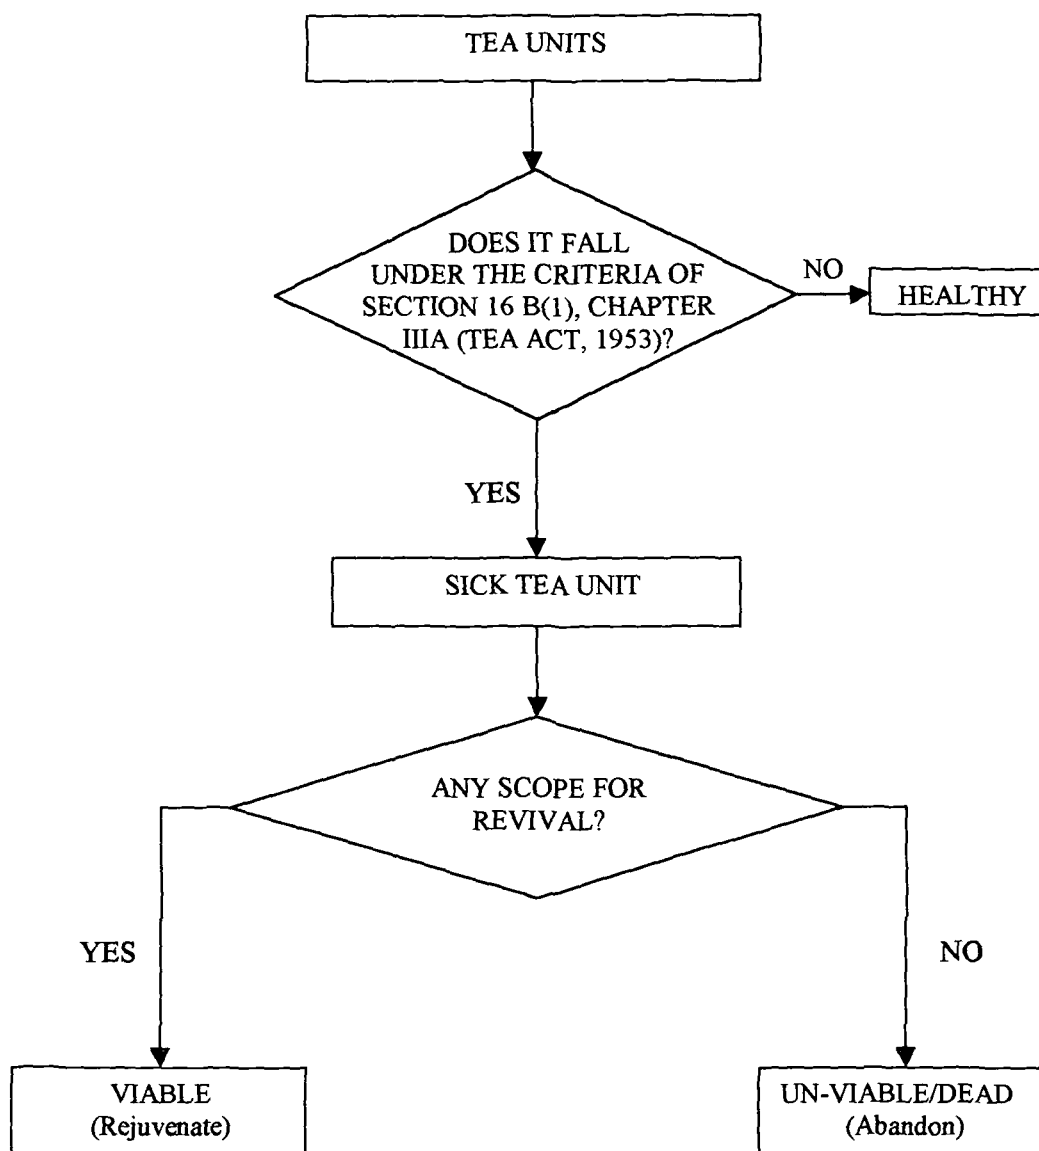 TEA UNITS
DOES IT FALL
UNDER THE CRITERIA OF
SECTION 16 B(1), CHAPTER
IIIA (TEA ACT, 1953)?
NO
HEALTHY
YES
SICK TEA UNIT
ANY SCOPE FOR
REVIVAL?
YES
NO
VIABLE
(Rejuvenate)
UN-VIABLE/DEAD
(Abandon)